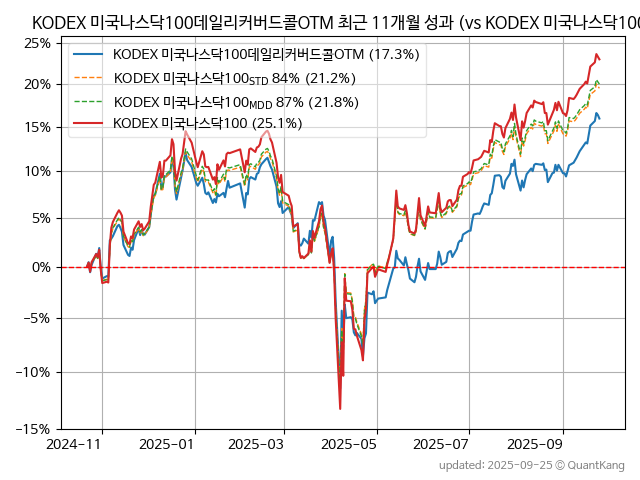 KODEX 미국나스닥100데일리커버드콜OTM 최근 11개월 성과 (vs KODEX 미국나스닥100
25%
20%
15%
10%
5%
0%
−5%
−10%
−15%
KODEX 미국나스닥100데일리커버드콜OTM (17.3%)
KODEX 미국나스닥100STD 84% (21.2%)
KODEX 미국나스닥100MDD 87% (21.8%)
KODEX 미국나스닥100 (25.1%)
2024-11 2025-01 2025-03 2025-05 2025-07 2025-09
updated: 2025-09-25 © QuantKang